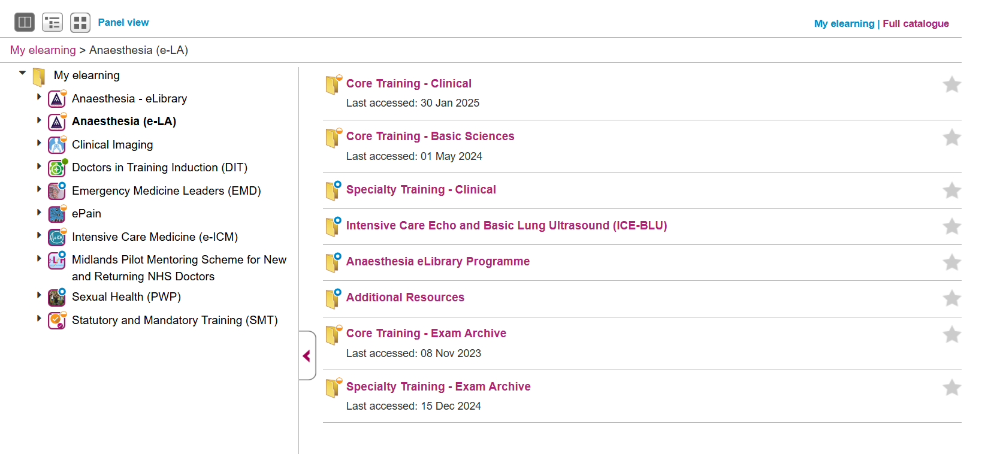 Panel view
My elearning | Full catalogue
My elearning > Anaesthesia (e-LA)
My elearning
Anaesthesia - eLibrary
Anaesthesia (e-LA)
Clinical Imaging
Doctors in Training Induction (DIT)
Emergency Medicine Leaders (EMD)
ePain
Intensive Care Medicine (e-ICM)
Midlands Pilot Mentoring Scheme for New
and Returning NHS Doctors
Sexual Health (PWP)
Statutory and Mandatory Training (SMT)
Core Training - Clinical
Last accessed: 30 Jan 2025
Core Training - Basic Sciences
Last accessed: 01 May 2024
Specialty Training - Clinical
Intensive Care Echo and Basic Lung Ultrasound (ICE-BLU)
Anaesthesia eLibrary Programme
Additional Resources
Core Training - Exam Archive
Last accessed: 08 Nov 2023
Specialty Training - Exam Archive
Last accessed: 15 Dec 2024